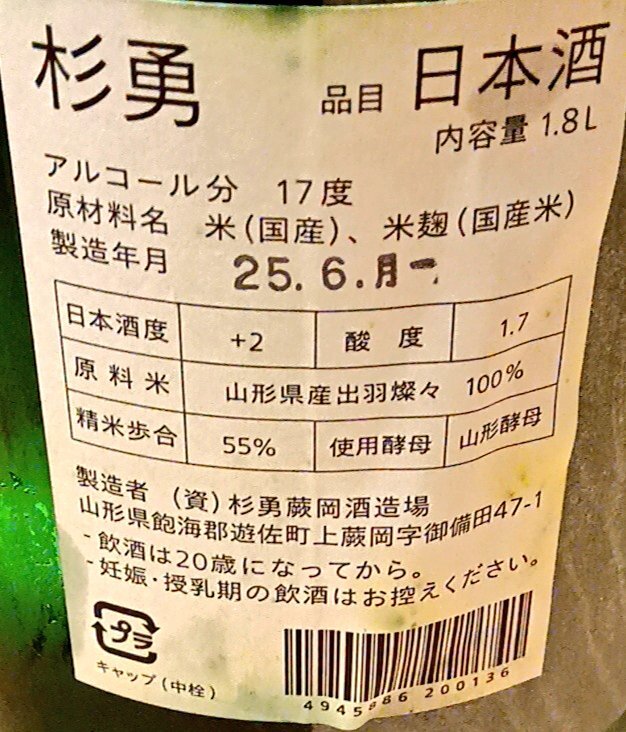 杉勇 品目 日本酒
内容量 1.8L
アルコール分 17度
原材料名 米(国産)、米麹(国産米)
製造年月 25.6.月
日本酒度 +2 酸度 1.7
原料米 山形県産出羽燦々 100%
精米歩合 55% 使用酵母 山形酵母
製造者 (資)杉勇蕨岡酒造場
山形県飽海郡遊佐町上蕨岡字御備田47-1
- 飲酒は20歳になってから。
- 妊娠・授乳期の飲酒はお控えください。
プラ
キャップ(中栓)
4945886200136